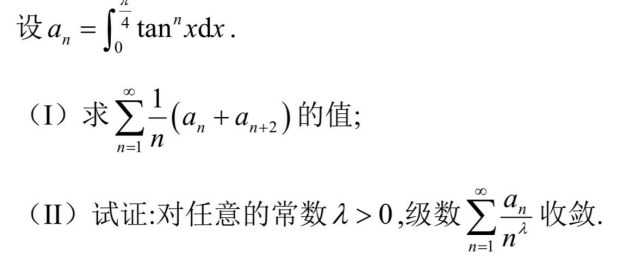 设 $a_n = \int_0^{\frac{\pi}{4}} \tan^n x \mathrm{d}x$.
（I）求 $\sum_{n=1}^{\infty} \frac{1}{n}(a_n + a_{n+2})$ 的值;
（II）试证:对任意的常数 $\lambda > 0$,级数 $\sum_{n=1}^{\infty} \frac{a_n}{n^{\lambda}}$ 收敛.